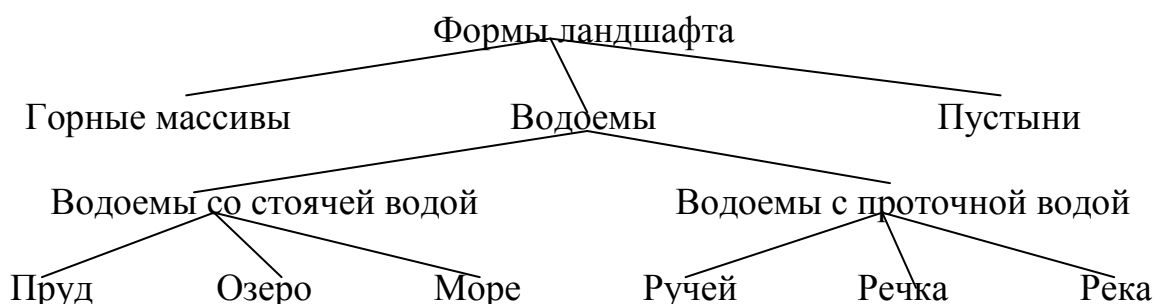 Формы ландшафта
Горные массивы Водоемы Пустыни
Водоемы со стоячей водой Водоемы с проточной водой
Пруд Озеро Море Ручей Речка Река